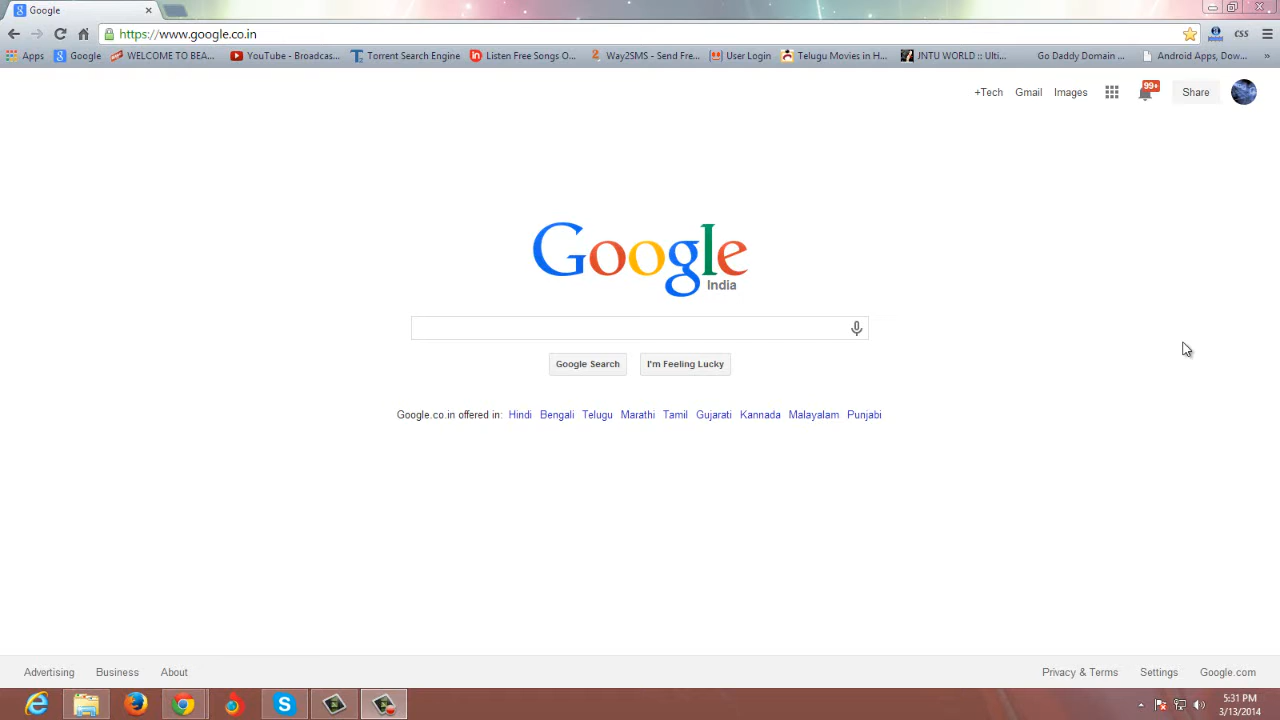 Google
https://www.google.co.in
Apps Google WELCOME TO BEA... YouTube - Broadcas... Torrent Search Engine Listen Free Songs O... Way2SMS - Send Fre... User Login Telugu Movies in H... JNTU WORLD :: Ulti... Go Daddy Domain ... Android Apps, Dow... »
CSS
+Tech Gmail Images 99+ Share
Google
India
Google Search I'm Feeling Lucky
Google.co.in offered in: Hindi Bengali Telugu Marathi Tamil Gujarati Kannada Malayalam Punjabi
Advertising Business About Privacy & Terms Settings Google.com
5:31 PM
3/13/2014